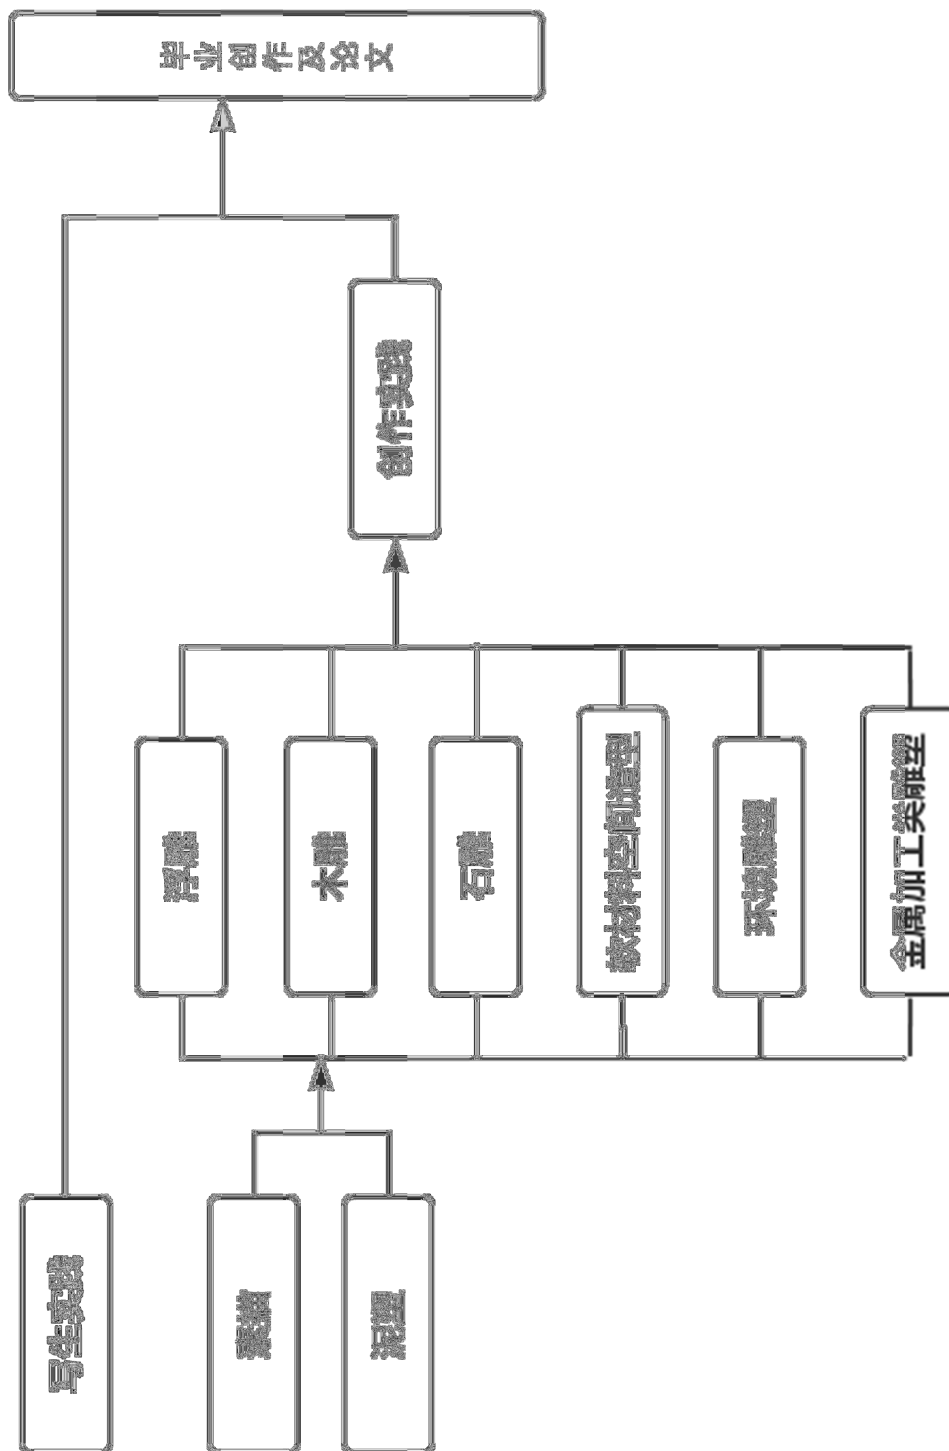 毕业创作及论文
创作实践
浮雕
木雕
石雕
软材料空间造型
环境雕塑
金属加工类雕塑
写生实践
素描
泥塑